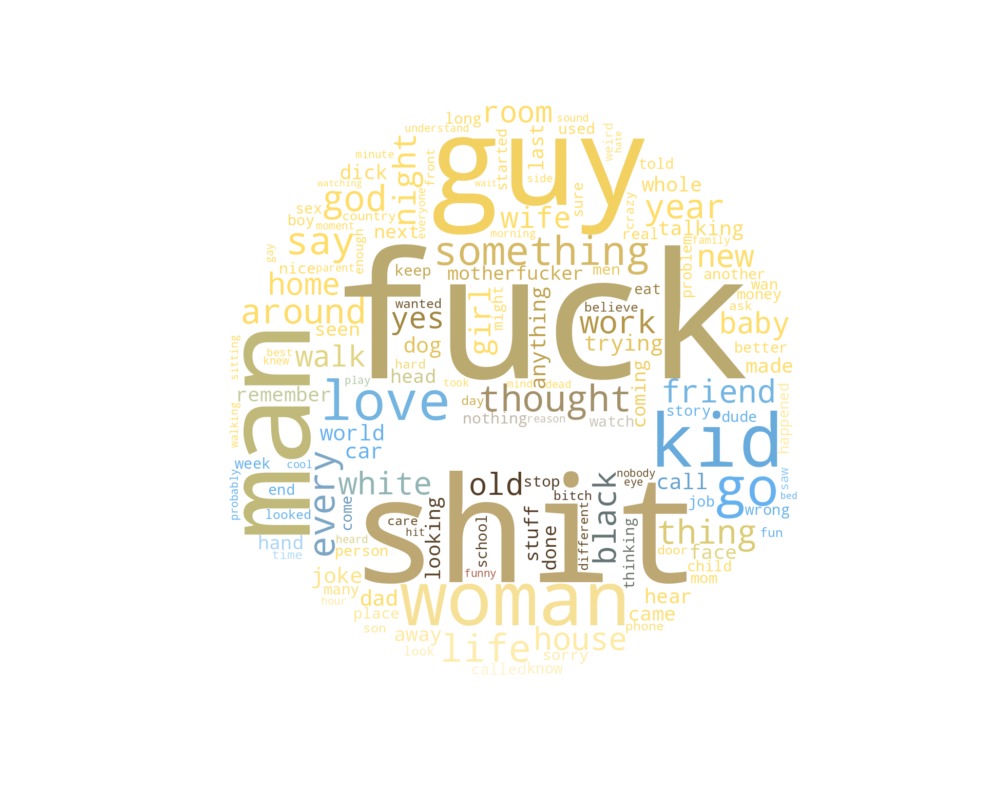 long
room
sound
understand
used
guy
minute
dick
night
front
started
last
weird
hate
told
watching
wait
side
sure
whole
god
everyone
wife
crazy
year
sex
boy
country
moment
next
morning
real
talking
say
enough
something
men
problem
family
new
gay
nice
parent
keep
motherfucker
another
wan
home
fuck
eat
money
wanted
girl
might
anything
believe
ask
around
yes
work
baby
seen
dog
trying
better
sitting
best
knew
walk
hard
head
coming
made
man
remember
play
took
mind
dead
friend
love
day
thought
happened
walking
nothing
reason
watch
story
dude
world
kid
car
week
cool
every
white
old
stop
nobody
eye
call
go
saw
bed
probably
end
bitch
job
wrong
looked
come
shit
care
looking
school
stuff
done
different
black
thing
fun
hit
hand
time
heard
person
thinking
door
face
joke
funny
child
mom
many
woman
hear
hour
dad
place
came
son
away
life
house
phone
look
sorry
called
know